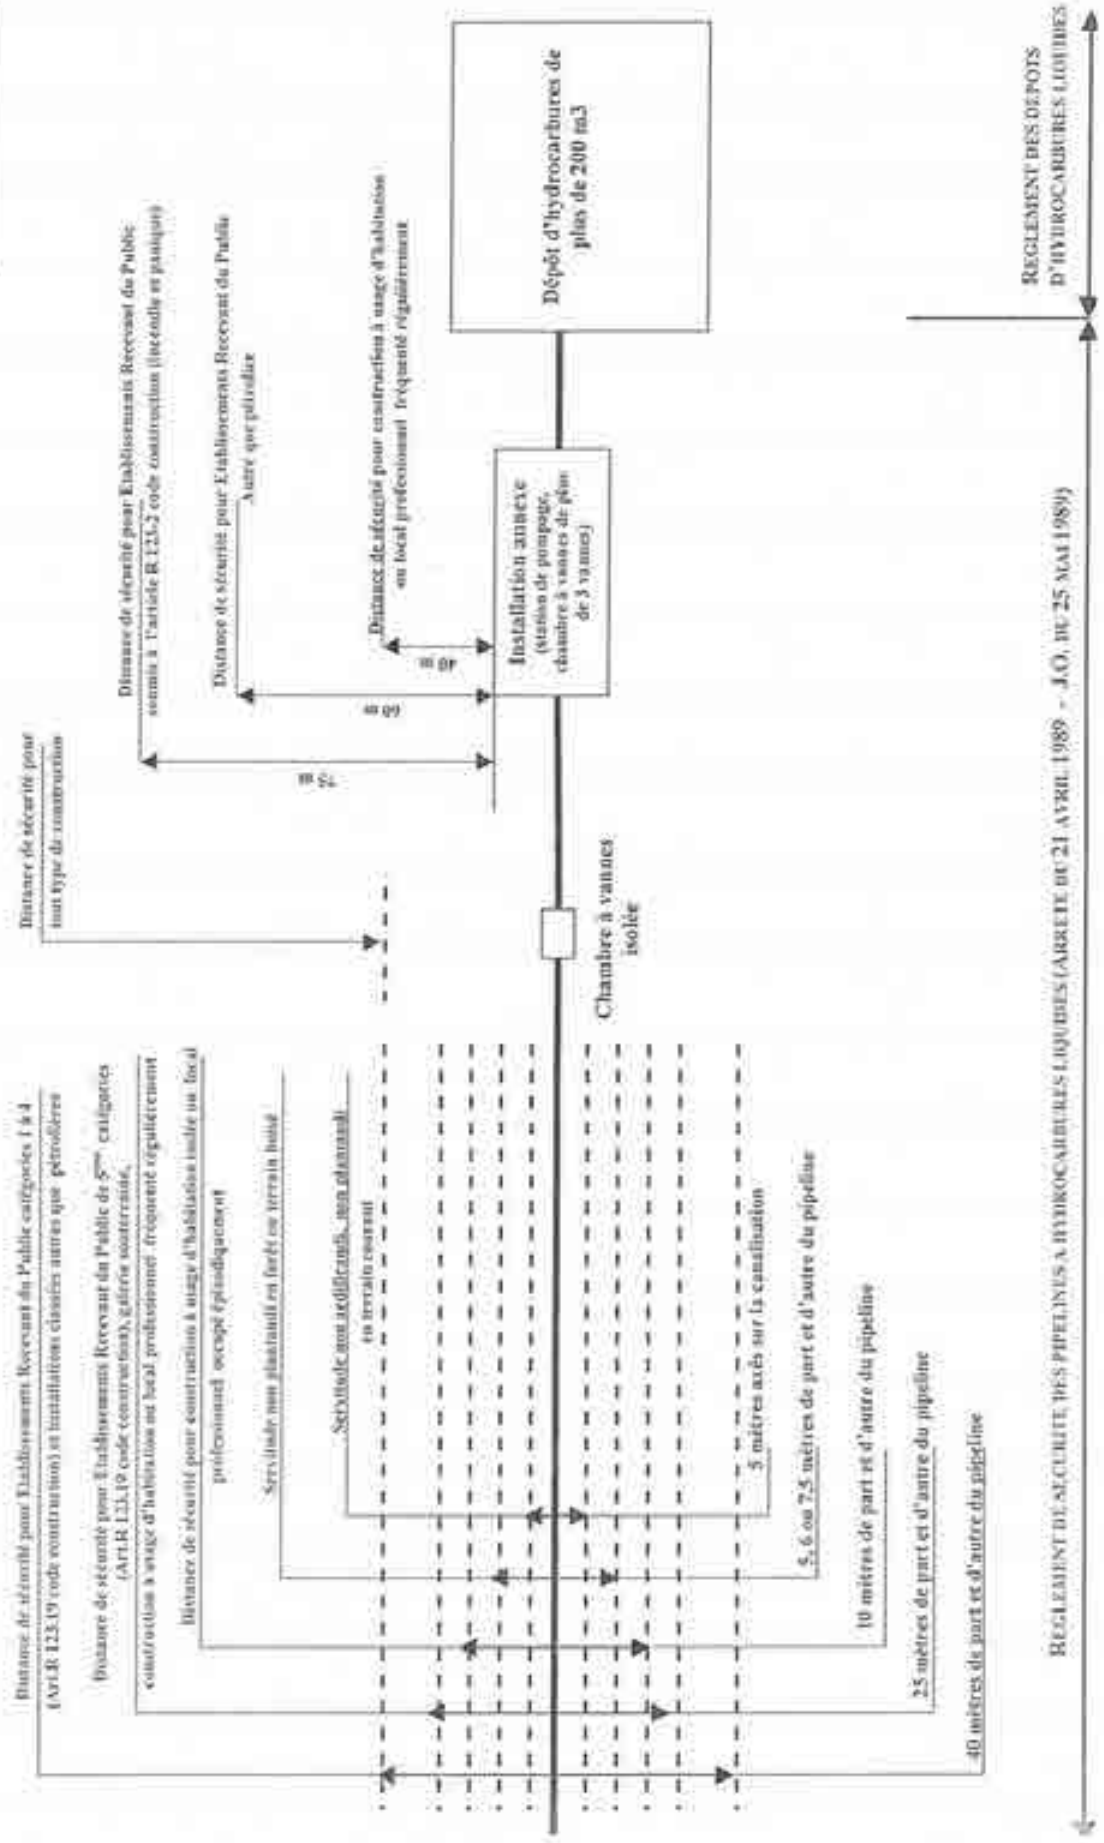 Distance de sécurité pour Etablissements Recevant du Public catégories 1 à 4
(Art.R 123.19 code construction) et installations classées autres que pétrolières
Distance de sécurité pour Etablissements Recevant du Public de 5ème catégories
(Art.R 123.19 code construction), galerie souterraine,
construction à usage d'habitation ou local professionnel fréquenté régulièrement
Distance de sécurité pour construction à usage d'habitation isolée ou local
professionnel occupé épisodiquement
Servitude non plantandi en forêt ou terrain boisé
Servitude non aedificandi, non plantandi
en terrain courant
Distance de sécurité pour
tout type de construction
Distance de sécurité pour Etablissements Recevant du Public
soumis à l'article R 123-2 code construction (incendie et panique)
Distance de sécurité pour Etablissements Recevant du Public
Autre que
Distance de sécurité pour construction à usage d'habitation
ou local professionnel fréquenté régulièrement
75 m
60 m
40 m
Installation annexe
(station de pompage,
chambre à vannes de plus
de 3 vannes)
Dépôt d'hydrocarbures de
plus de 200 m3
Chambre à vannes
isolée
5 mètres axés sur la canalisation
5, 6 ou 7.5 mètres de part et d'autre du pipeline
10 mètres de part et d'autre du pipeline
25 mètres de part et d'autre du pipeline
40 mètres de part et d'autre du pipeline
REGLEMENT DE SECURITE DES PIPELINES A HYDROCARBURES LIQUIDES (ARRETE DU 21 AVRIL 1989 - J.O. DU 25 MAI 1989)
REGLEMENT DES DEPOTS
D'HYDROCARBURES LIQUIDES